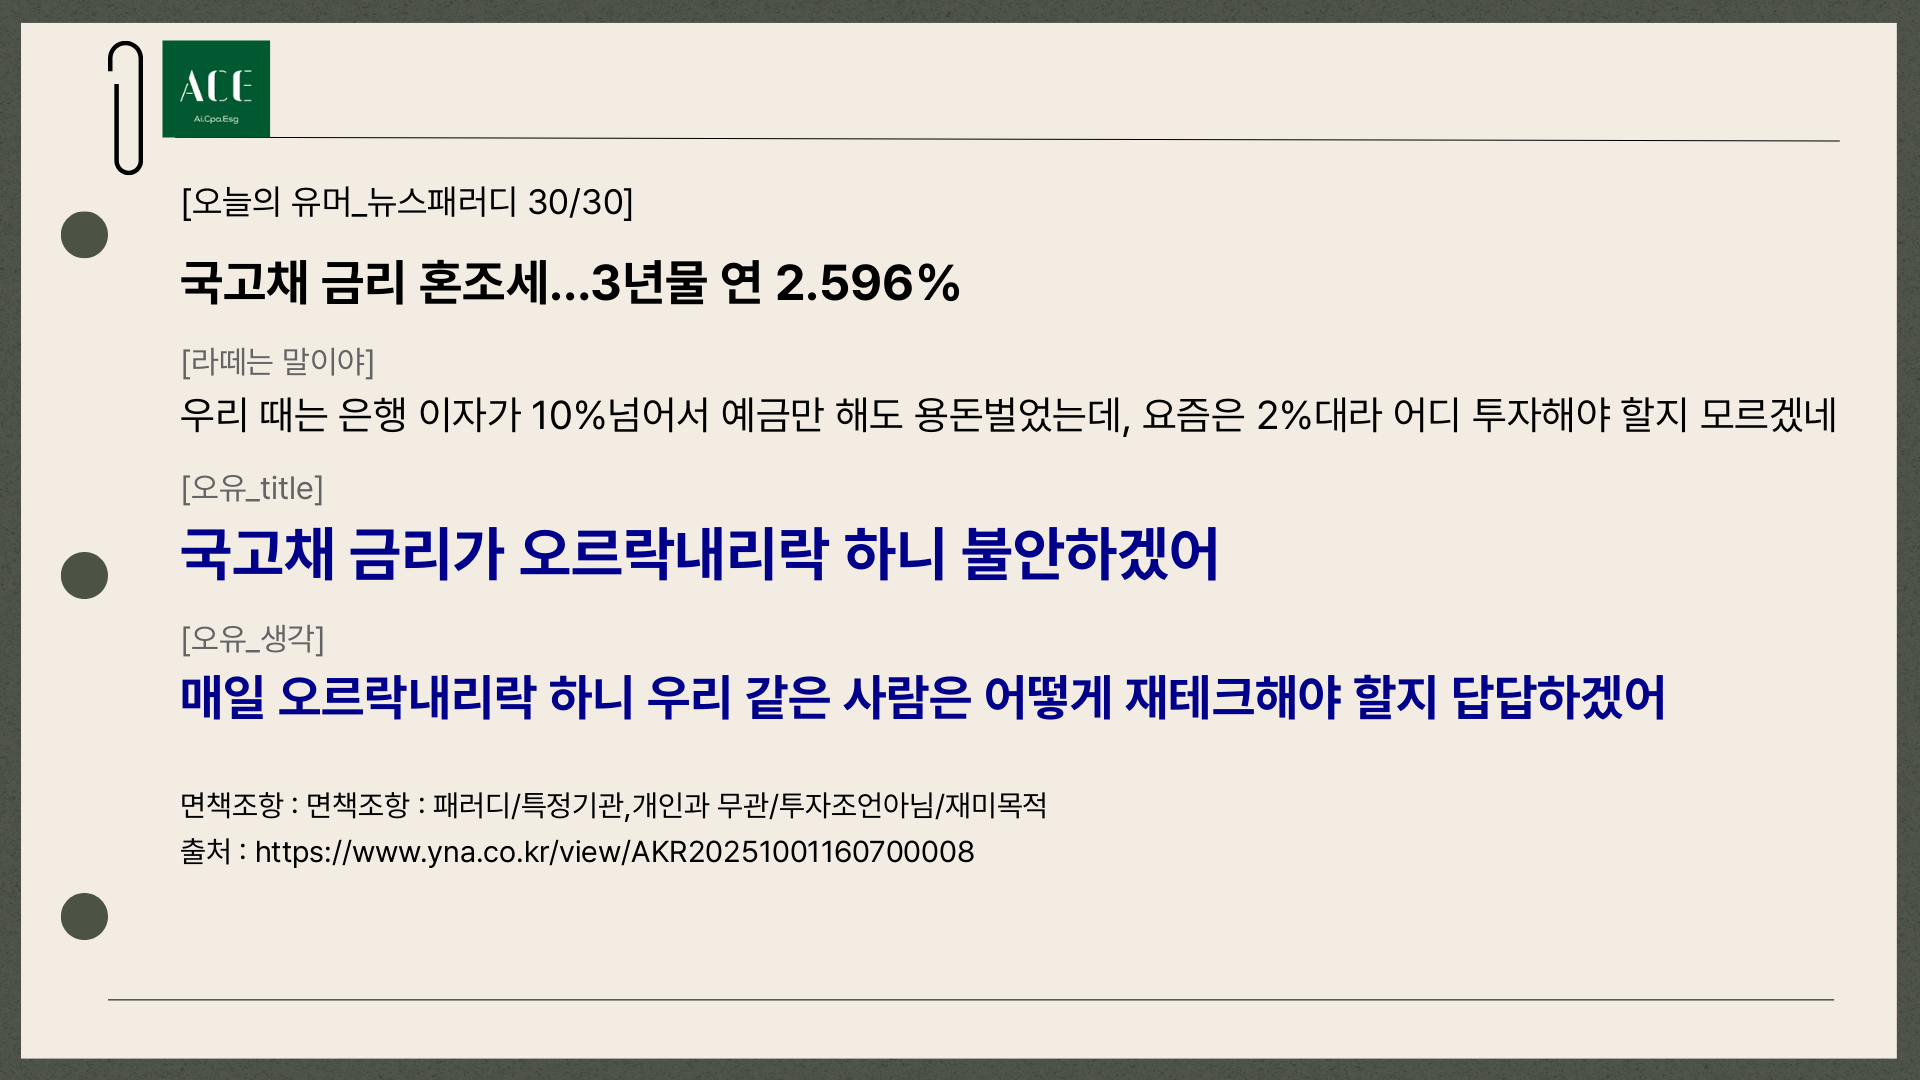 ACE
Ai.Cpa.Esg
[오늘의 유머_뉴스패러디 30/30]
국고채 금리 혼조세...3년물 연 2.596%
[라떼는 말이야]
우리 때는 은행 이자가 10%넘어서 예금만 해도 용돈벌었는데, 요즘은 2%대라 어디 투자해야 할지 모르겠네
[오유_title]
국고채 금리가 오르락내리락 하니 불안하겠어
[오유_생각]
매일 오르락내리락 하니 우리 같은 사람은 어떻게 재테크해야 할지 답답하겠어
면책조항 : 면책조항 : 패러디/특정기관,개인과 무관/투자조언아님/재미목적
출처 : https://www.yna.co.kr/view/AKR20251001160700008